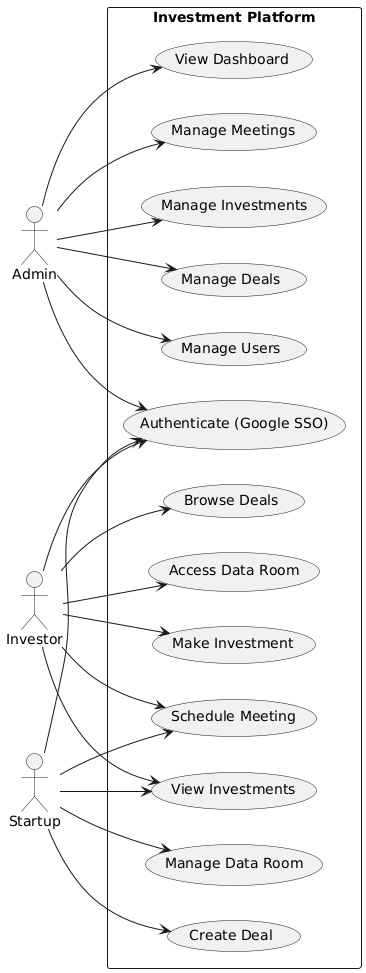 Investment Platform
View Dashboard
Manage Meetings
Manage Investments
Admin
Manage Deals
Manage Users
Authenticate (Google SSO)
Browse Deals
Access Data Room
Investor
Make Investment
Schedule Meeting
View Investments
Startup
Manage Data Room
Create Deal